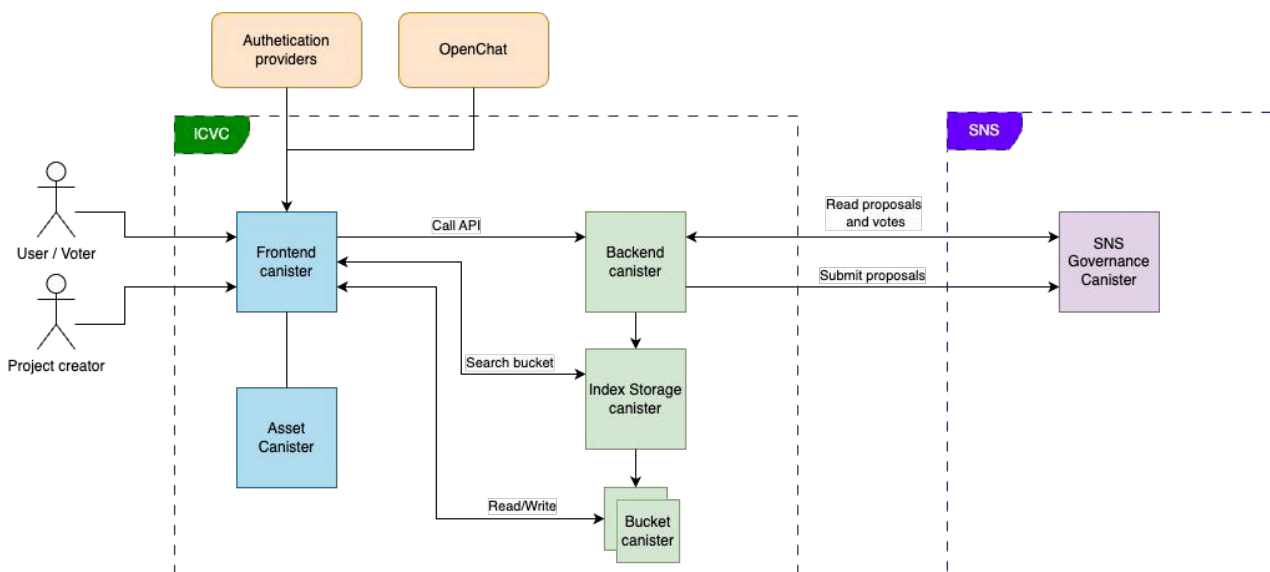 Authetication
providers
OpenChat
ICVC
SNS
User / Voter
Project creator
Frontend
canister
Call API
Backend
canister
Read proposals
and votes
Submit proposals
SNS
Governance
Canister
Search bucket
Index Storage
canister
Asset
Canister
Read/Write
Bucket
canister